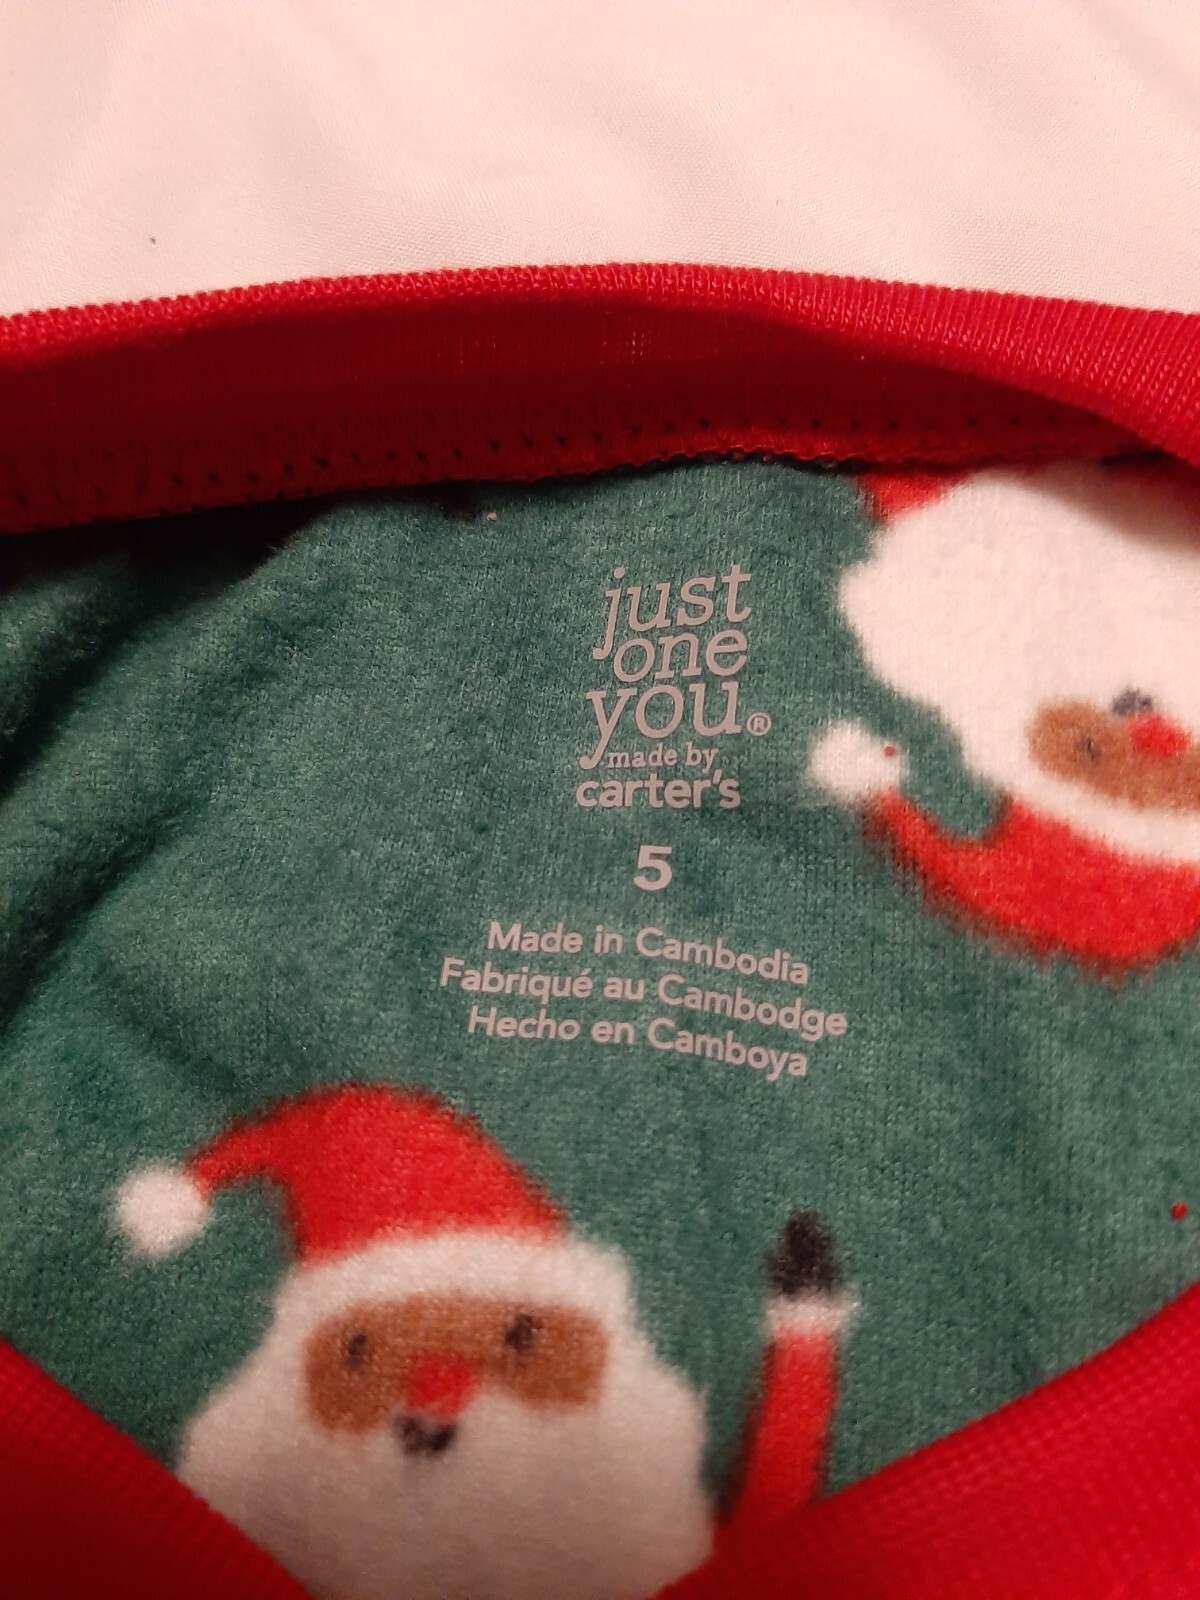 just
one
you®
made by
carter's
5
Made in Cambodia
Fabriqué au Cambodge
Hecho en Camboya